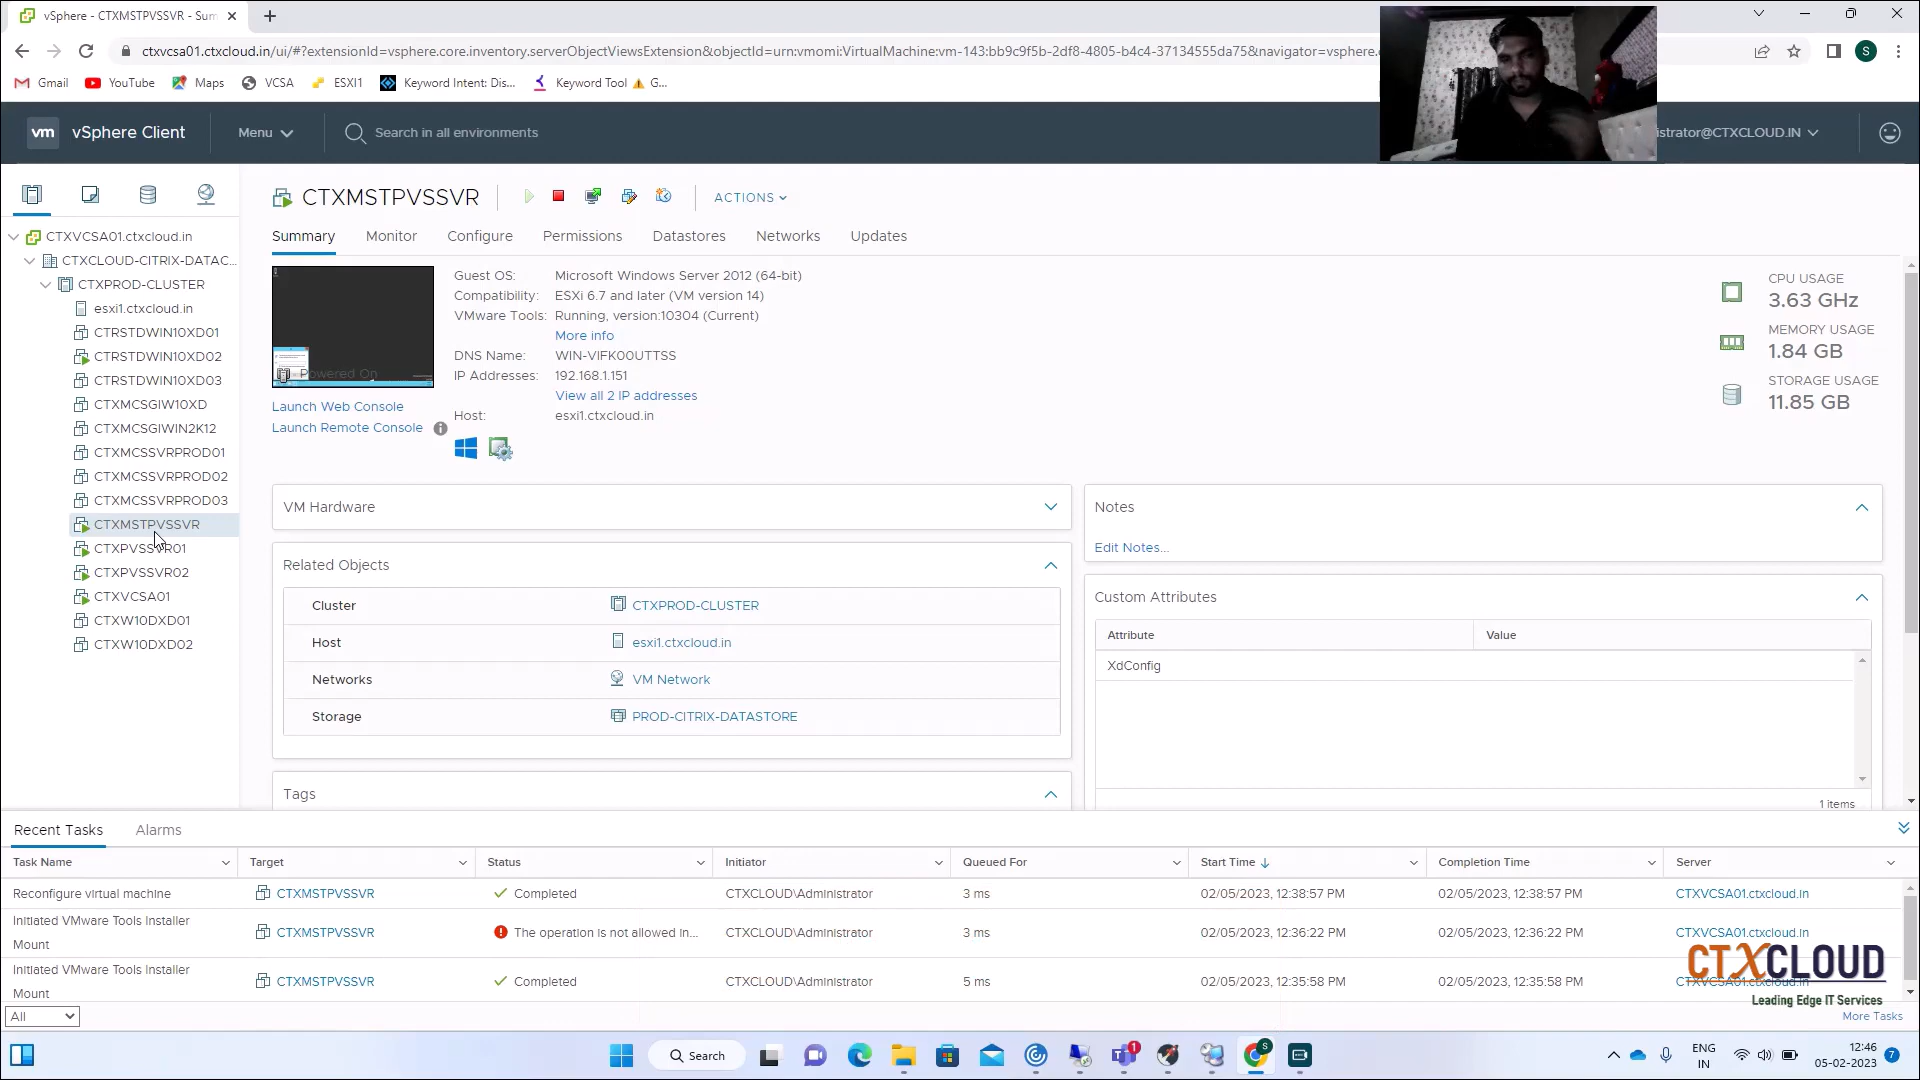 vSphere - CTXMSTPVSSVR - Sum
ctxvcsa01.ctxcloud.in/ui/#?extensionId=vsphere.core.inventory.serverObjectViewsExtension&objectId=urn:vmomi:VirtualMachine:vm-143:bb9c9f5b-2df8-4805-b4c4-37134555da75&navigator=vsphere.c
S
Gmail YouTube Maps VCSA ESXI1 Keyword Intent: Dis... Keyword Tool G...
vm vSphere Client Menu Search in all environments istrator@CTXCLOUD.IN
CTXMSTPVSSVR ACTIONS
Summary Monitor Configure Permissions Datastores Networks Updates
CTXVCSA01.ctxcloud.in
CTXCLOUD-CITRIX-DATAC...
CTXPROD-CLUSTER
esxi1.ctxcloud.in
CTRSTDWIN10XD01
CTRSTDWIN10XD02
CTRSTDWIN10XD03
CTXMCSGIW10XD
CTXMCSGIWIN2K12
CTXMCSSVRPROD01
CTXMCSSVRPROD02
CTXMCSSVRPROD03
CTXMSTPVSSVR
CTXPVSSVR01
CTXPVSSVR02
CTXVCSA01
CTXW10DXD01
CTXW10DXD02
Powered On
Launch Web Console
Launch Remote Console
Guest OS: Microsoft Windows Server 2012 (64-bit)
Compatibility: ESXi 6.7 and later (VM version 14)
VMware Tools: Running, version:10304 (Current)
More info
DNS Name: WIN-VIFK00UTTSS
IP Addresses: 192.168.1.151
View all 2 IP addresses
Host: esxi1.ctxcloud.in
CPU USAGE
3.63 GHz
MEMORY USAGE
1.84 GB
STORAGE USAGE
11.85 GB
VM Hardware
Related Objects
Cluster CTXPROD-CLUSTER
Host esxi1.ctxcloud.in
Networks VM Network
Storage PROD-CITRIX-DATASTORE
Tags
Notes
Edit Notes...
Custom Attributes
Attribute Value
XdConfig
1 items
Recent Tasks Alarms
Task Name Target Status Initiator Queued For Start Time Completion Time Server
Reconfigure virtual machine CTXMSTPVSSVR Completed CTXCLOUD\Administrator 3 ms 02/05/2023, 12:38:57 PM 02/05/2023, 12:38:57 PM CTXVCSA01.ctxcloud.in
Initiated VMware Tools Installer
Mount CTXMSTPVSSVR The operation is not allowed in... CTXCLOUD\Administrator 3 ms 02/05/2023, 12:36:22 PM 02/05/2023, 12:36:22 PM CTXVCSA01.ctxcloud.in
Initiated VMware Tools Installer
Mount CTXMSTPVSSVR Completed CTXCLOUD\Administrator 5 ms 02/05/2023, 12:35:58 PM 02/05/2023, 12:35:58 PM CTXVCSA01.ctxcloud.in
CTXCLOUD
Leading Edge IT Services
All
More Tasks
Search
1
S
ENG
IN
12:46
05-02-2023
7